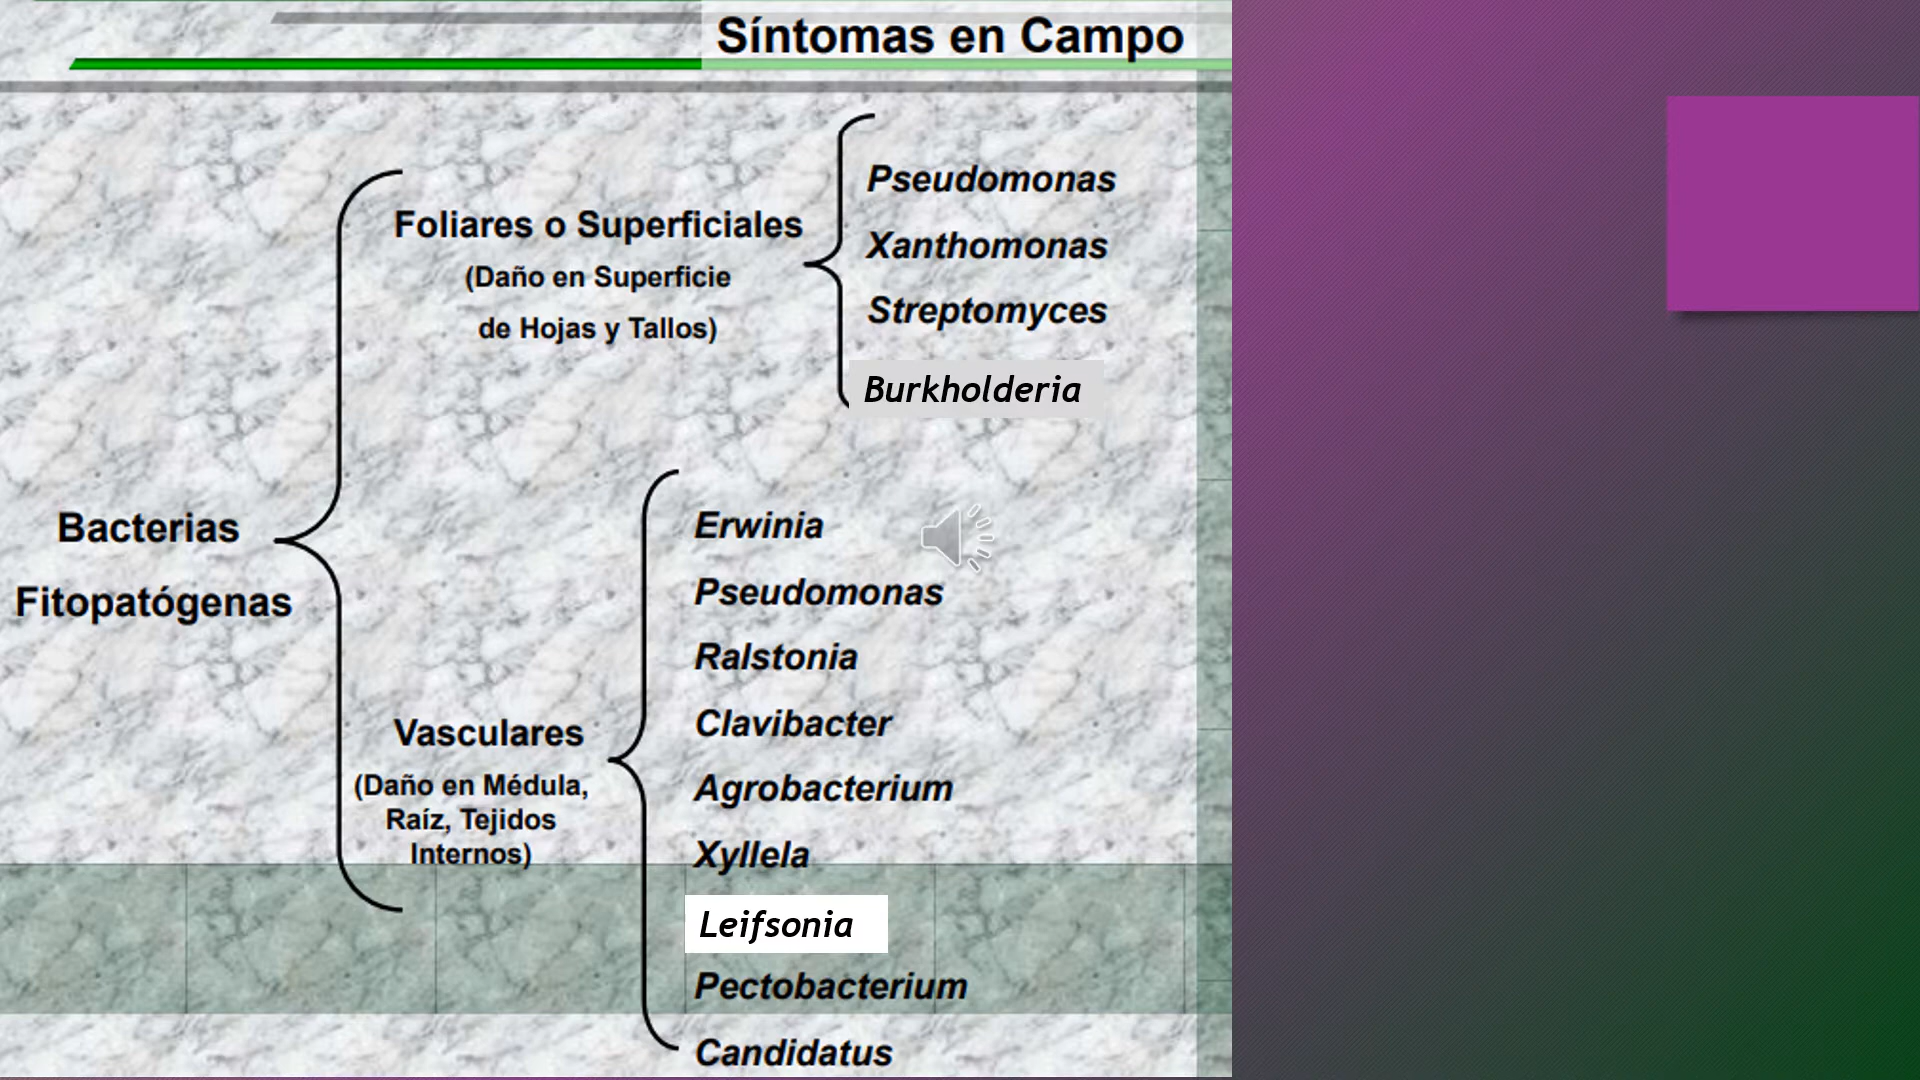 Síntomas en Campo
Bacterias
Fitopatógenas
Foliares o Superficiales
(Daño en Superficie
de Hojas y Tallos)
Pseudomonas
Xanthomonas
Streptomyces
Burkholderia
Vasculares
(Daño en Médula,
Raíz, Tejidos
Internos)
Erwinia
Pseudomonas
Ralstonia
Clavibacter
Agrobacterium
Xyllela
Leifsonia
Pectobacterium
Candidatus